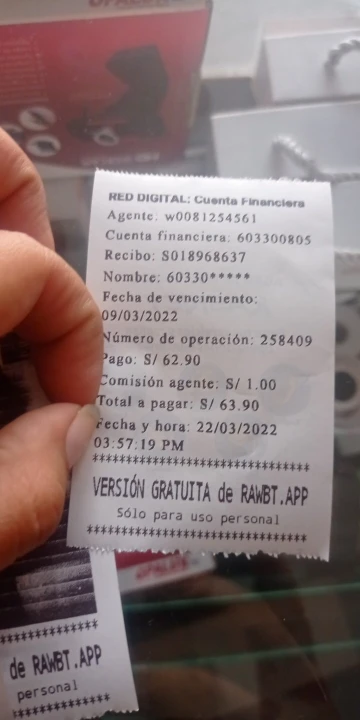 RED DIGITAL: Cuenta Financiera
Agente: w0081254561
Cuenta financiera: 603300805
Recibo: S018968637
Nombre: 60330*****
Fecha de vencimiento:
09/03/2022
Número de operación: 258409
Pago: S/ 62.90
Comisión agente: S/ 1.00
Total a pagar: S/ 63.90
Fecha y hora: 22/03/2022
03:57:19 PM
********************************
VERSIÓN GRATUITA de RAWBT.APP
Sólo para uso personal
********************************
****************
de RAWBT.APP
personal
****************